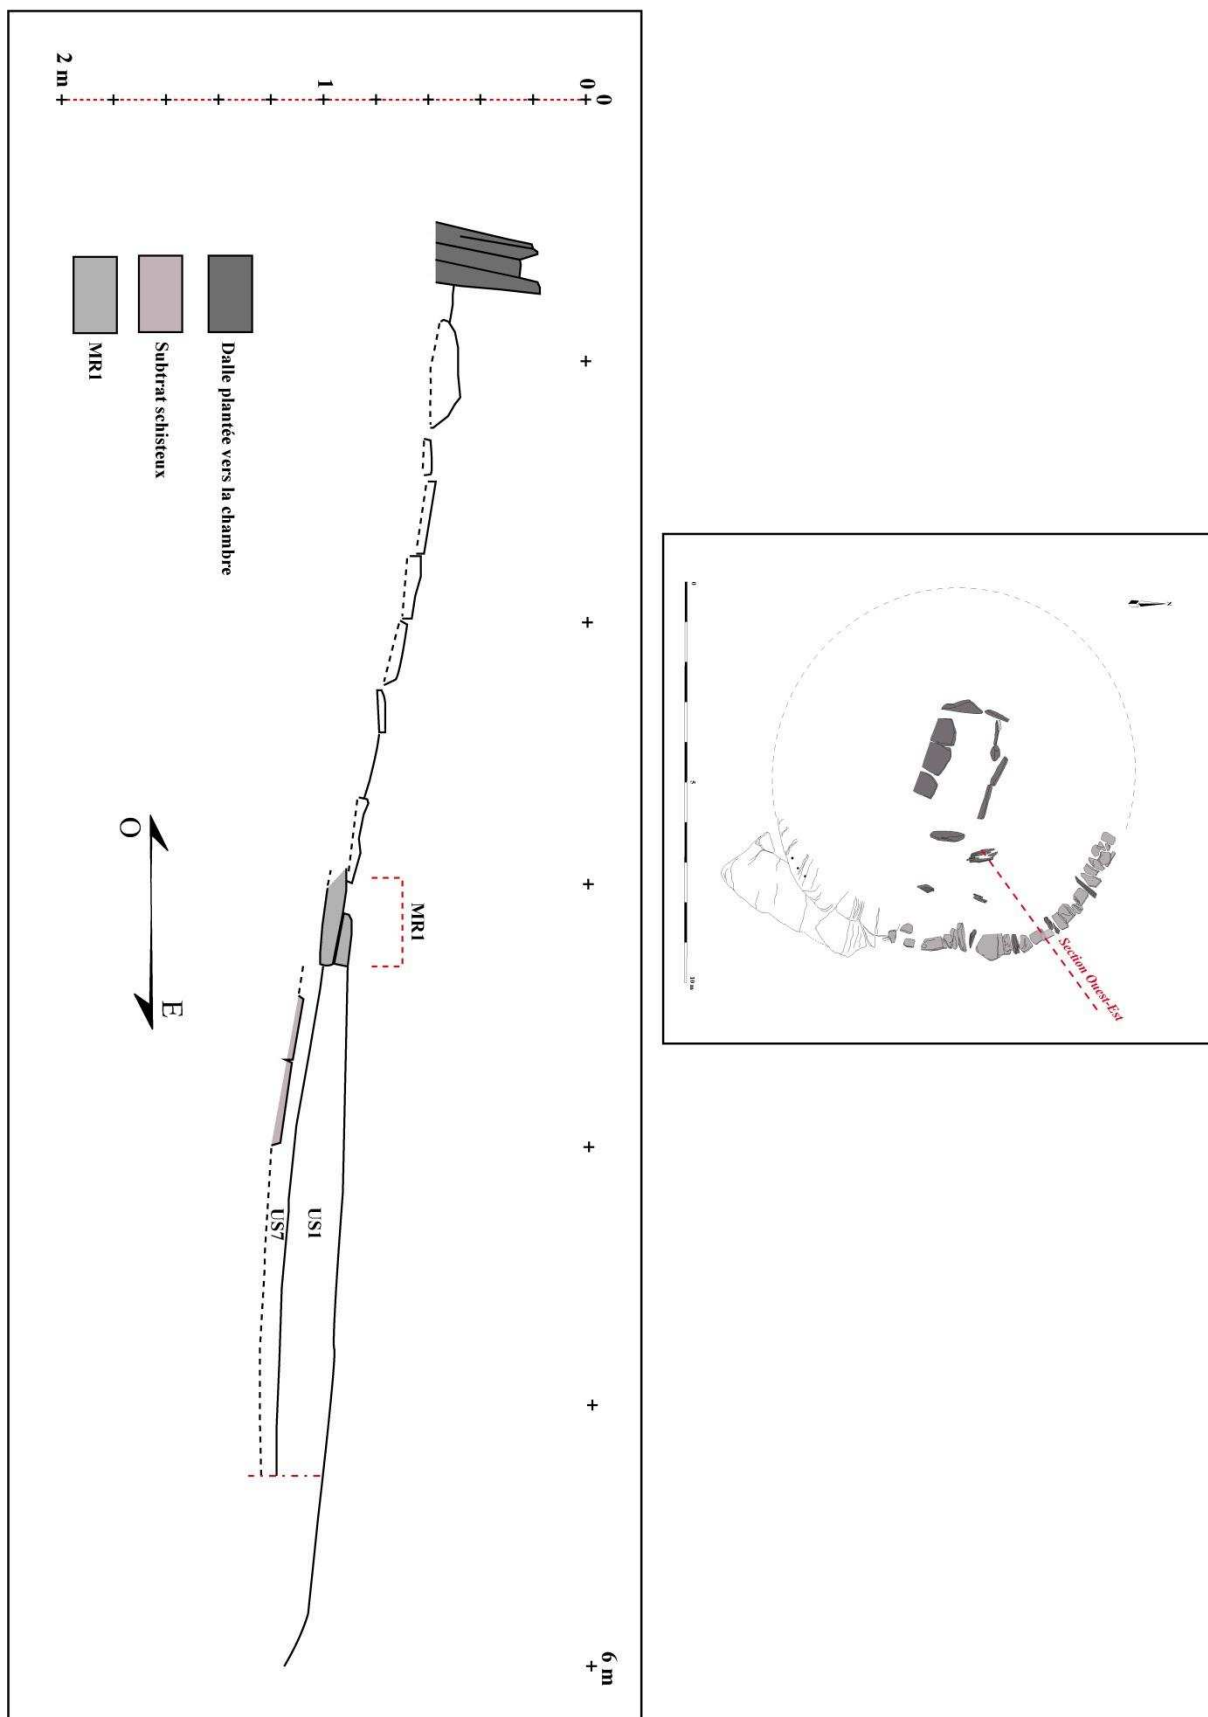 N
0
5
10 m
Section Ouest-Est
0
6 m
0
1
2 m
MR1
US1
US7
O
E
Dalle plantée vers la chambre
Subtrat schisteux
MR1